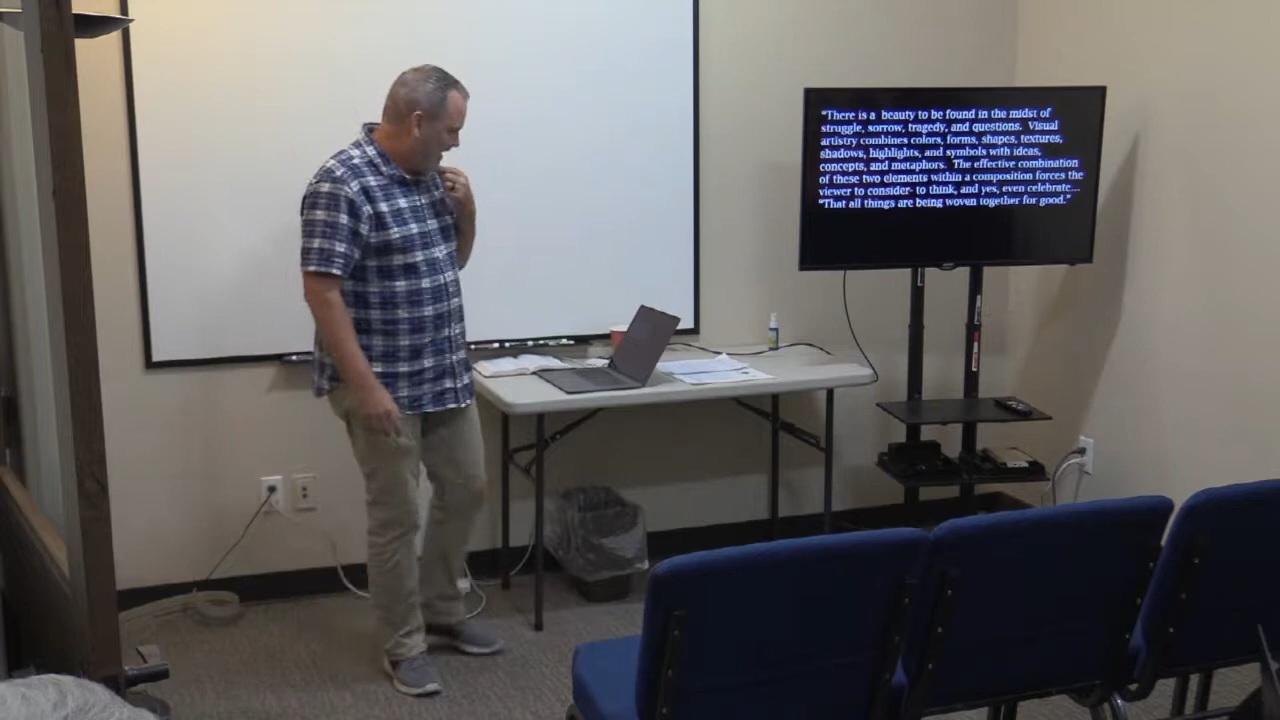 “There is a beauty to be found in the midst of
struggle, sorrow, tragedy, and questions. Visual
artistry combines colors, forms, shapes, textures,
shadows, highlights, and symbols with ideas,
concepts, and metaphors. The effective combination
of these two elements within a composition forces the
viewer to consider- to think, and yes, even celebrate...
“That all things are being woven together for good.”